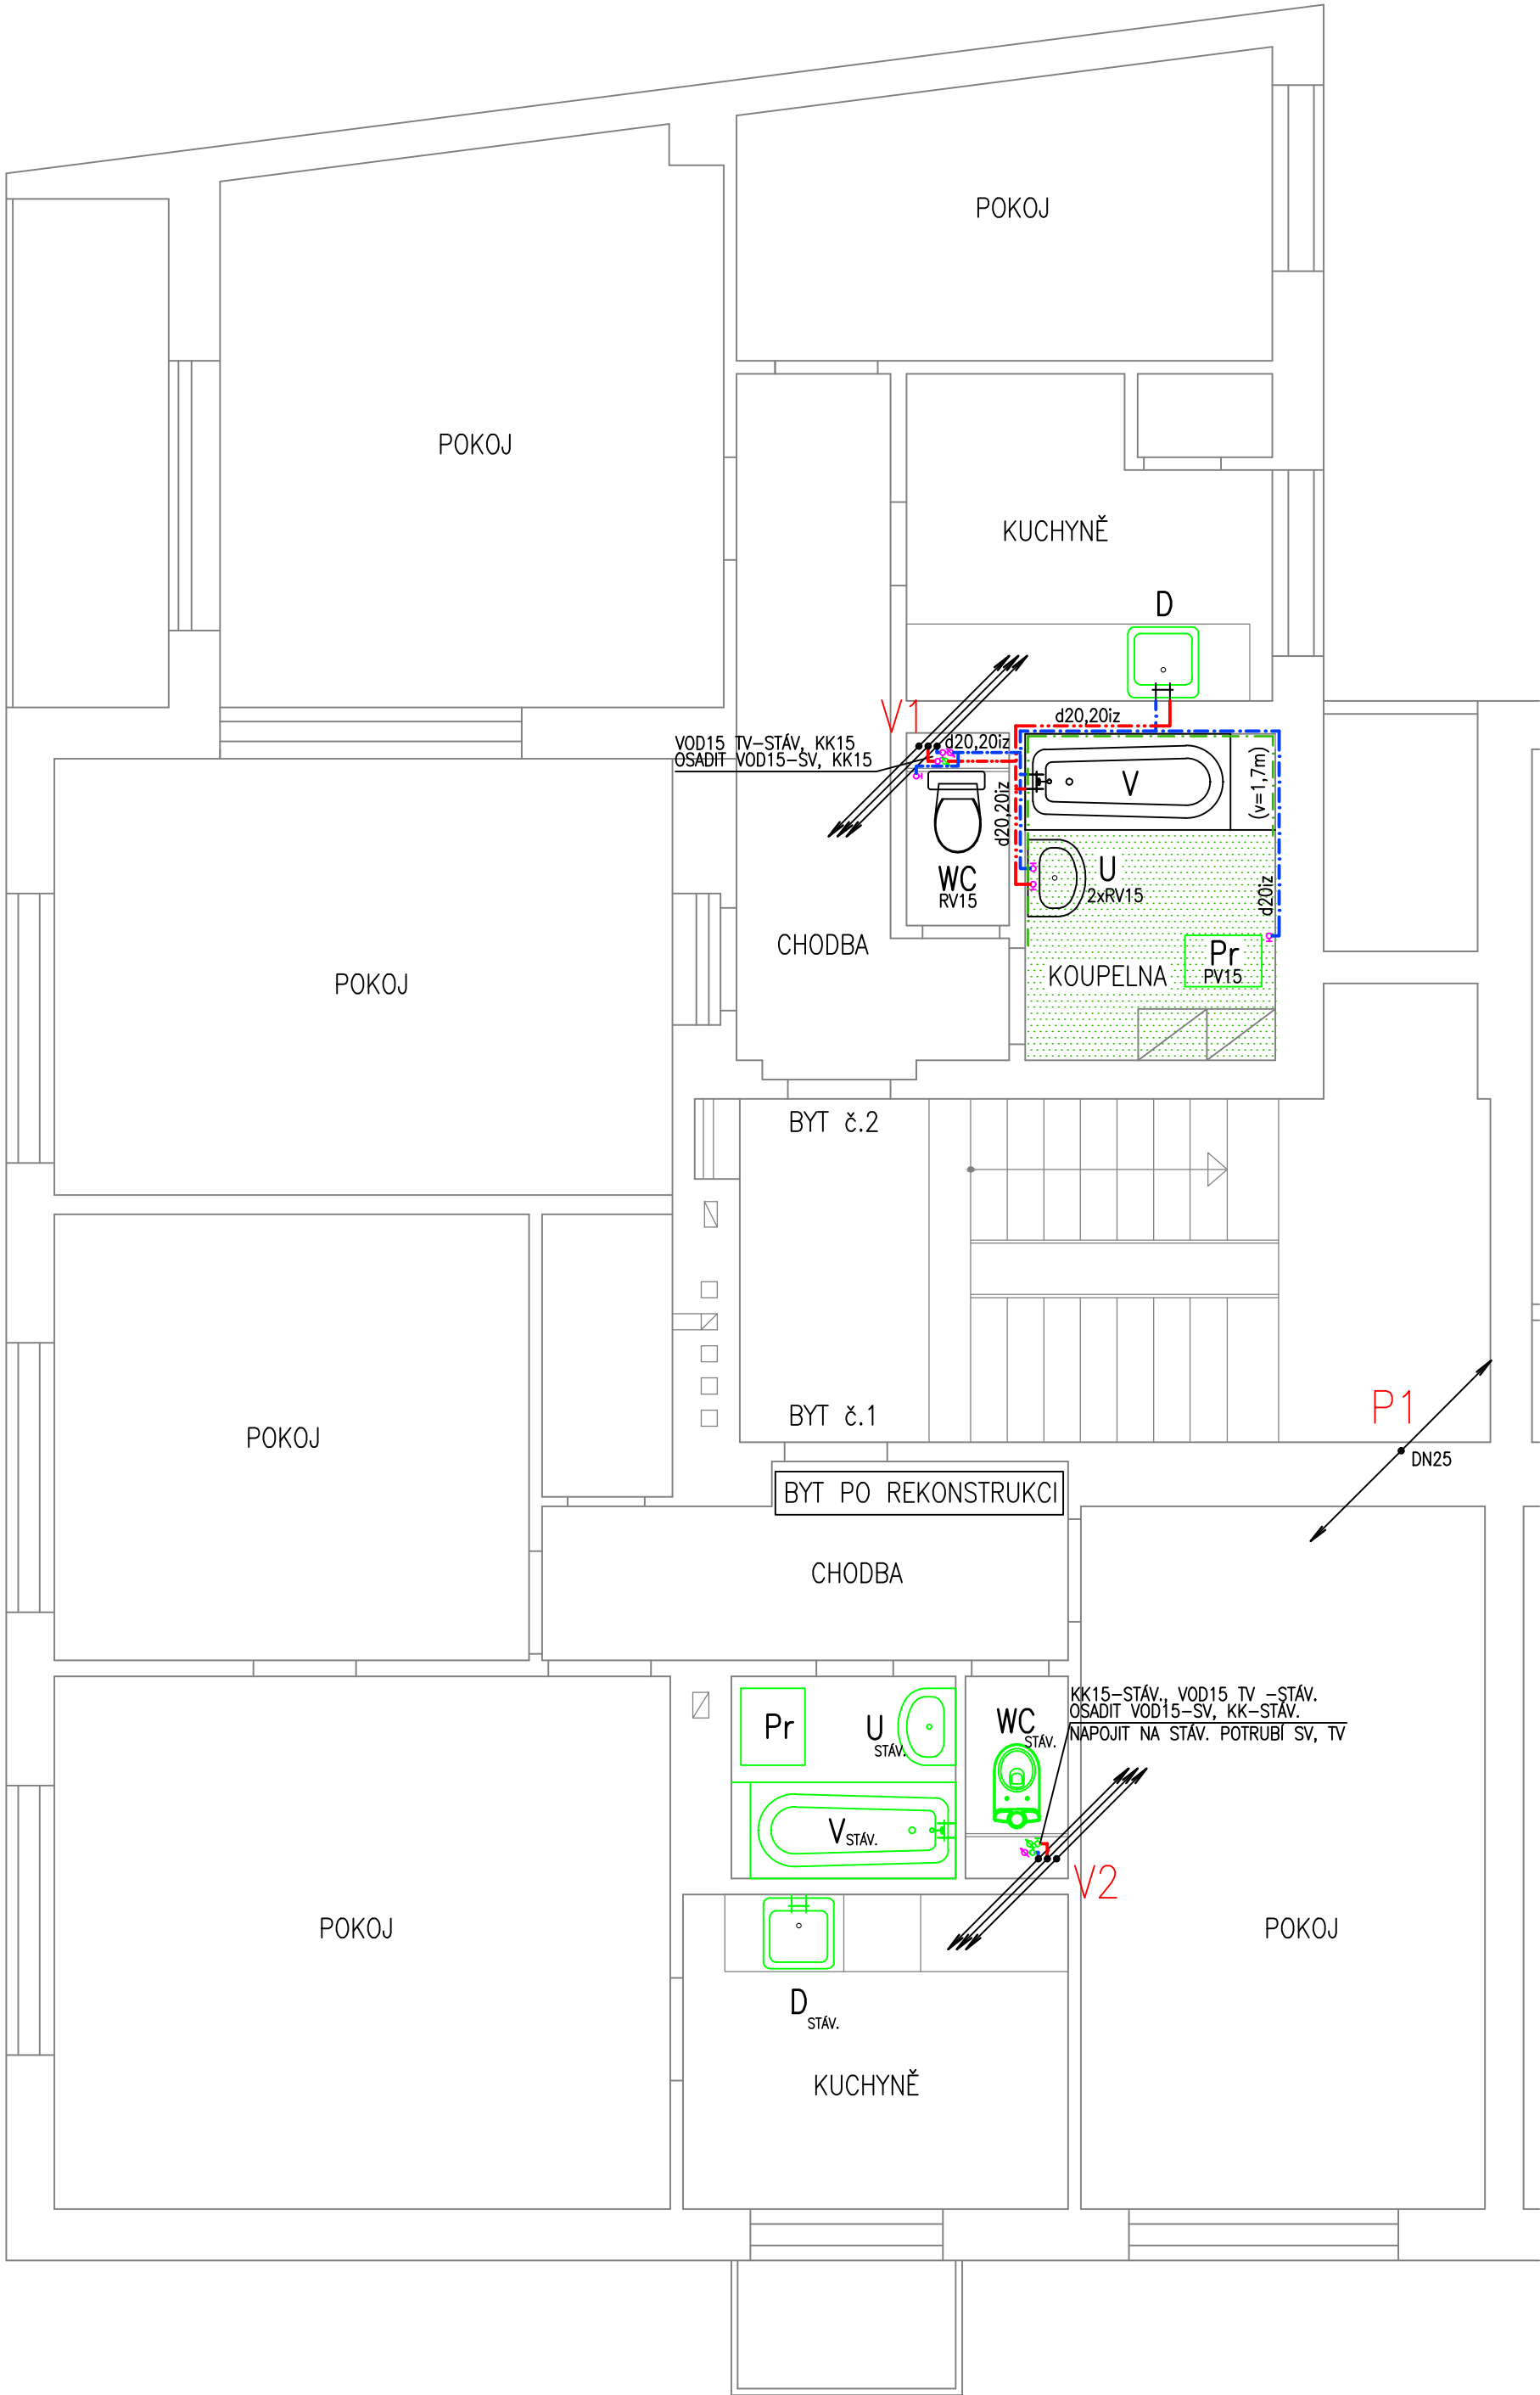 POKOJ
POKOJ
KUCHYNĚ
D
V1
d20,20iz
VOD15 TV-STÁV, KK15
OSADIT VOD15-SV, KK15
d20,20iz
d20,20iz
V
(v=1,7m)
WC
RV15
U
2xRV15
d20iz
CHODBA
Pr
PV15
KOUPELNA
POKOJ
BYT č.2
BYT č.1
P1
DN25
POKOJ
BYT PO REKONSTRUKCI
CHODBA
KK15-STÁV., VOD15 TV -STÁV.
OSADIT VOD15-SV, KK-STÁV.
NAPOJIT NA STÁV. POTRUBÍ SV, TV
Pr
U
STÁV.
WC
STÁV.
V
STÁV.
V2
POKOJ
POKOJ
D
STÁV.
KUCHYNĚ